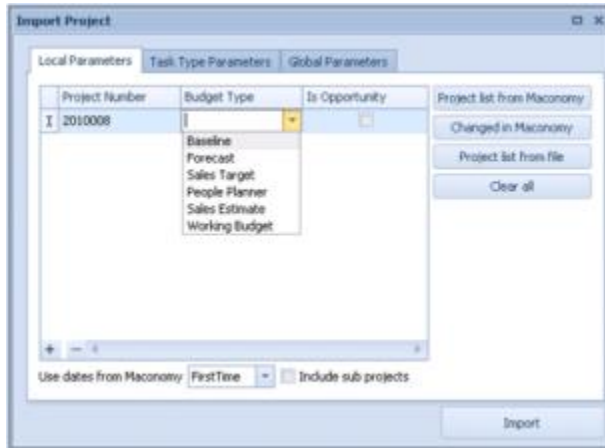 Import Project
Local Parameters Task Type Parameters Global Parameters
Project Number Budget Type Is Opportunity
2010008
Baseline
Forecast
Sales Target
People Planner
Sales Estimate
Working Budget
Project list from Maconomy
Changed in Maconomy
Project list from file
Clear all
Use dates from Maconomy FirstTime Include sub projects
Import